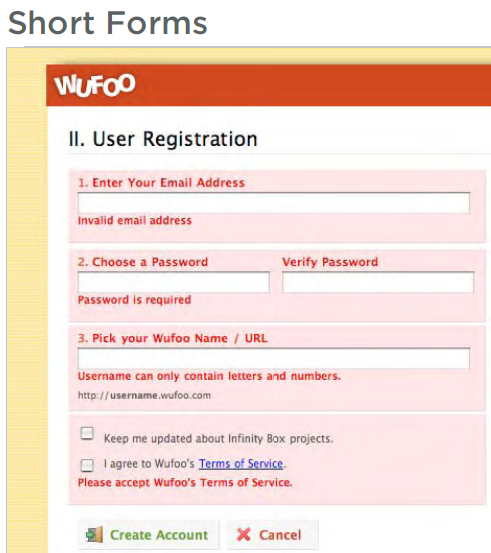 Short Forms
WUFOO
II. User Registration
1. Enter Your Email Address
Invalid email address
2. Choose a Password Verify Password
Password is required
3. Pick your Wufoo Name / URL
Username can only contain letters and numbers.
http://username.wufoo.com
Keep me updated about Infinity Box projects.
I agree to Wufoo's Terms of Service.
Please accept Wufoo's Terms of Service.
Create Account Cancel